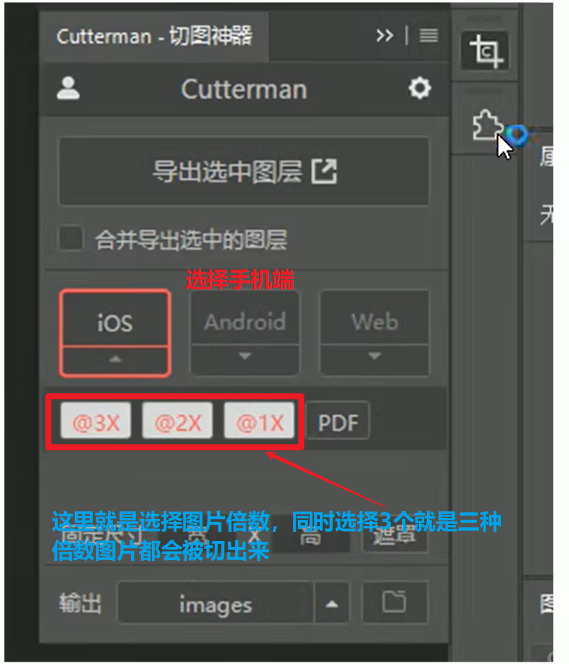 Cutterman - 切图神器
Cutterman
属
导出选中图层
无
合并导出选中的图层
选择手机端
iOS Android Web
@3X @2X @1X PDF
这里就是选择图片倍数，同时选择3个就是三种
倍数图片都会被切出来
固定尺寸 宽 X 高 遮罩
输出 images
图